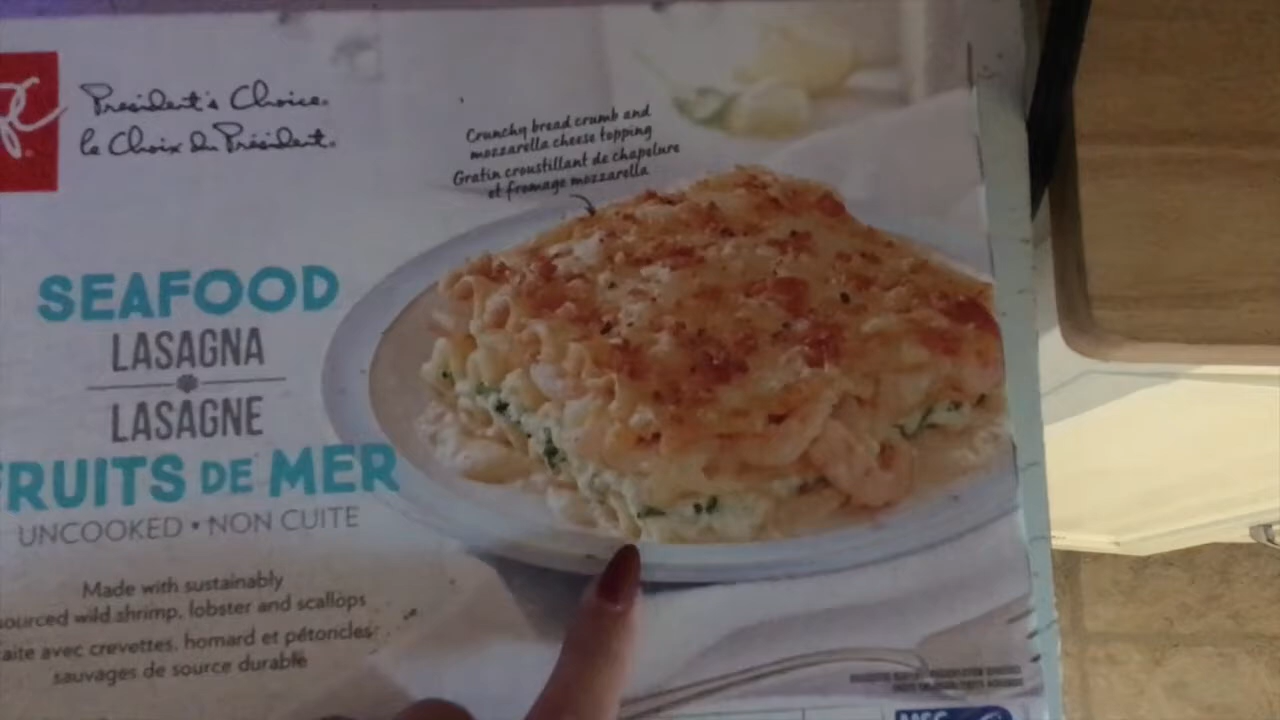 President's Choice
le Choix du Président
Crunchy bread crumb and
mozzarella cheese topping
Gratin croustillant de chapelure
et fromage mozzarella
SEAFOOD
LASAGNA
LASAGNE
FRUITS DE MER
UNCOOKED • NON CUITE
Made with sustainably
sourced wild shrimp, lobster and scallops
faite avec crevettes, homard et pétoncles
sauvages de source durable
MSC